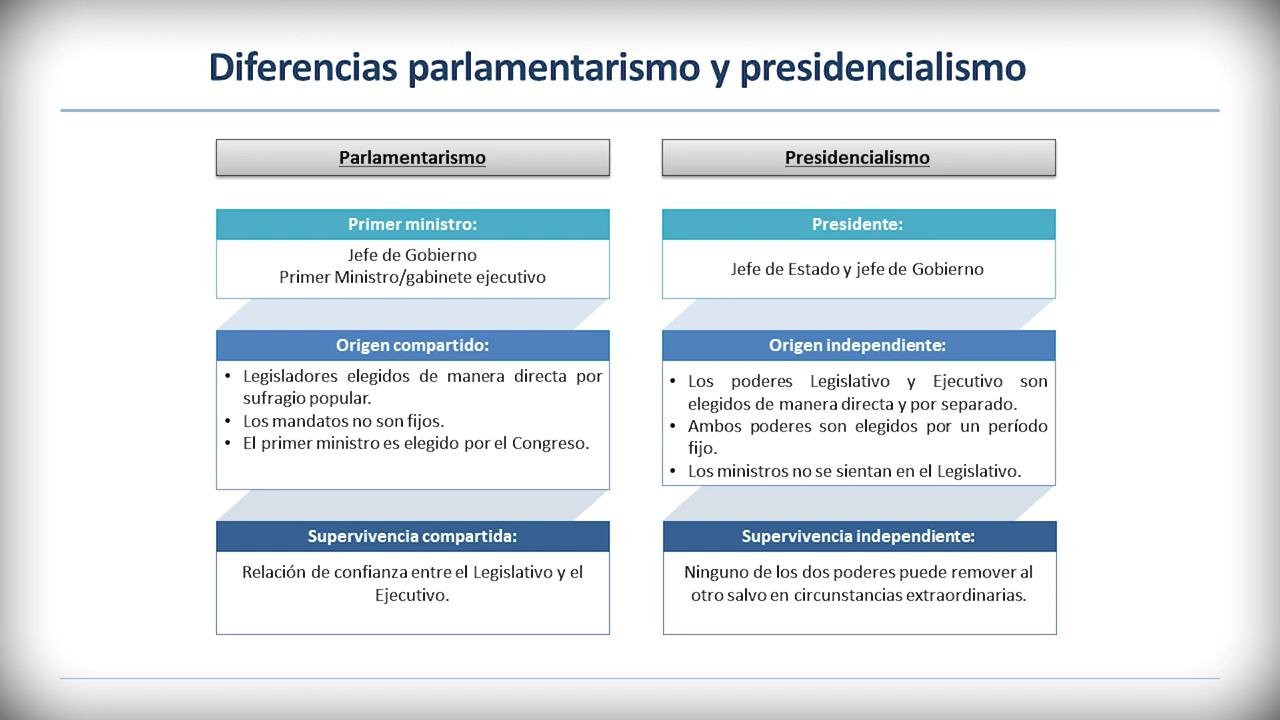 Diferencias parlamentarismo y presidencialismo
Parlamentarismo
Primer ministro:
Jefe de Gobierno
Primer Ministro/gabinete ejecutivo
Origen compartido:
• Legisladores elegidos de manera directa por
sufragio popular.
• Los mandatos no son fijos.
• El primer ministro es elegido por el Congreso.
Supervivencia compartida:
Relación de confianza entre el Legislativo y el
Ejecutivo.
Presidencialismo
Presidente:
Jefe de Estado y jefe de Gobierno
Origen independiente:
• Los poderes Legislativo y Ejecutivo son
elegidos de manera directa y por separado.
• Ambos poderes son elegidos por un período
fijo.
• Los ministros no se sientan en el Legislativo.
Supervivencia independiente:
Ninguno de los dos poderes puede remover al
otro salvo en circunstancias extraordinarias.